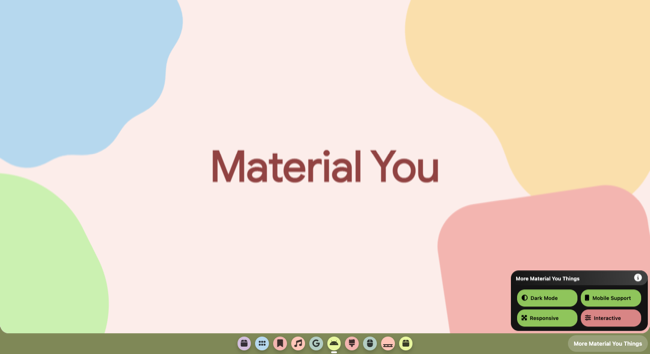 Material You
More Material You Things
Dark Mode
Mobile Support
Responsive
Interactive
More Material You Things